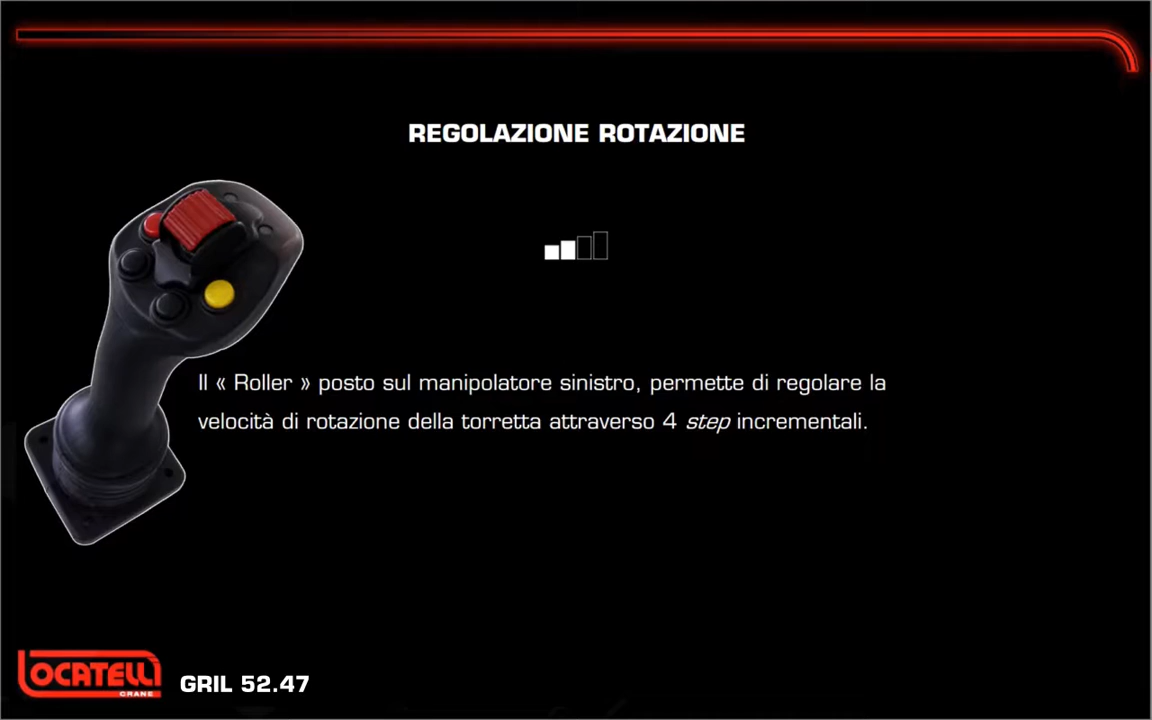 REGOLAZIONE ROTAZIONE
Il « Roller » posto sul manipolatore sinistro, permette di regolare la
velocità di rotazione della torretta attraverso 4 step incrementali.
LOCATELLI
CRANE
GRIL 52.47